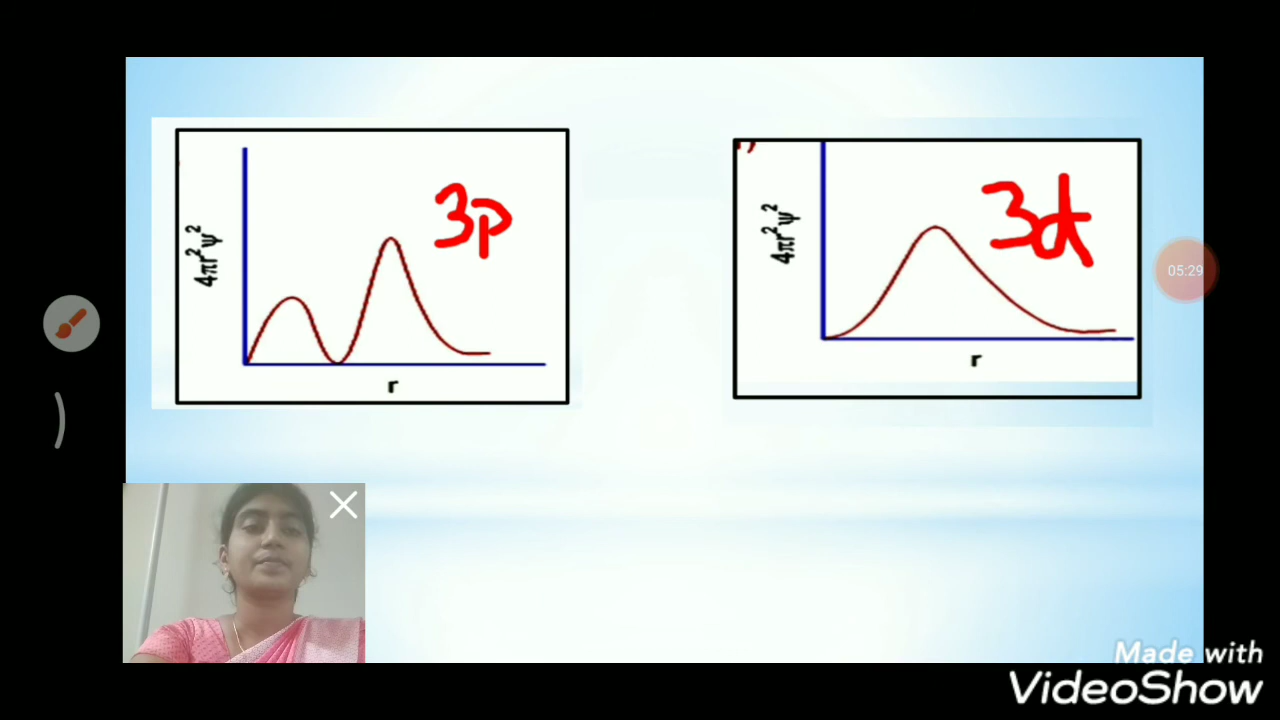 4πr²ψ²
3p
r
4πr²ψ²
3d
r
05:29
Made with
VideoShow